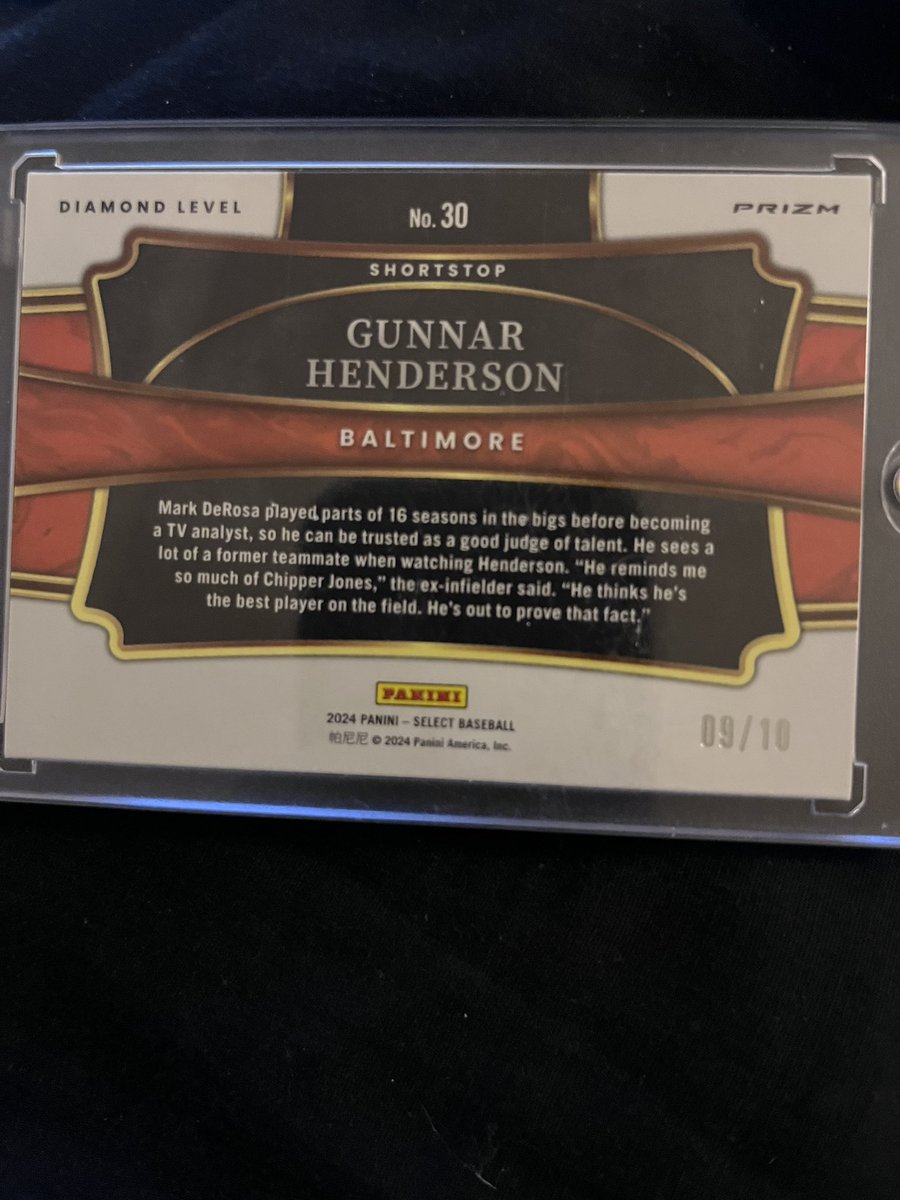 DIAMOND LEVEL
No. 30
PRIZM
SHORTSTOP
GUNNAR
HENDERSON
BALTIMORE
Mark DeRosa played parts of 16 seasons in the bigs before becoming
a TV analyst, so he can be trusted as a good judge of talent. He sees a
lot of a former teammate when watching Henderson. “He reminds me
so much of Chipper Jones,” the ex-infielder said. “He thinks he's
the best player on the field. He's out to prove that fact.”
PANINI
2024 PANINI – SELECT BASEBALL
帕尼尼 © 2024 Panini America, Inc.
09/10